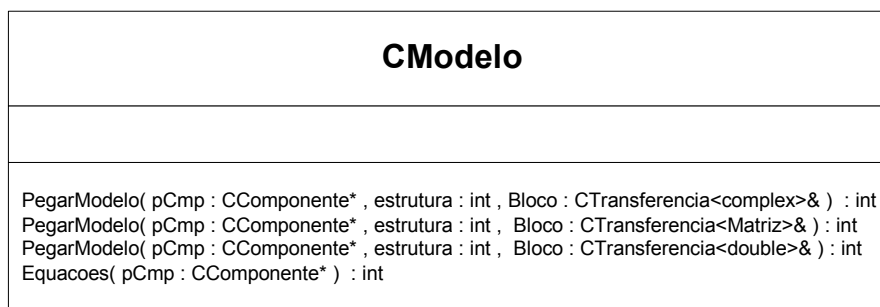 CModelo
PegarModelo( pCmp : CComponente* , estrutura : int , Bloco : CTransferencia<complex>& ) : int
PegarModelo( pCmp : CComponente* , estrutura : int , Bloco : CTransferencia<Matriz>& ) : int
PegarModelo( pCmp : CComponente* , estrutura : int , Bloco : CTransferencia<double>& ) : int
Equacoes( pCmp : CComponente* ) : int